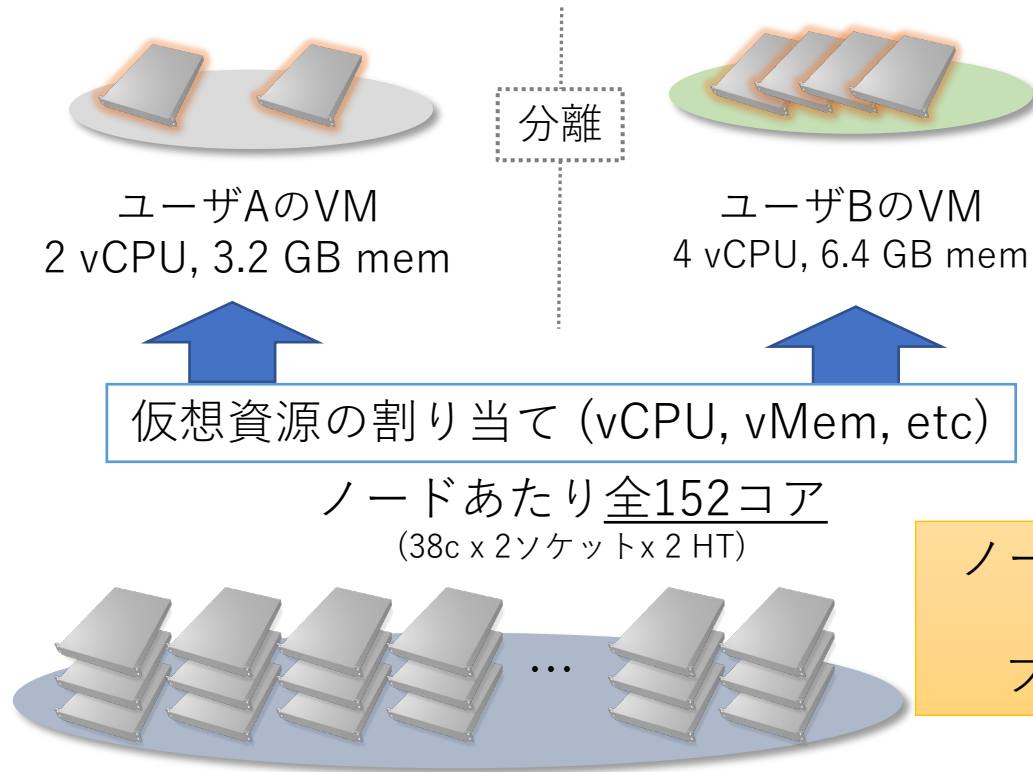 分離
ユーザAのVM
2 vCPU, 3.2 GB mem
ユーザBのVM
4 vCPU, 6.4 GB mem
仮想資源の割り当て (vCPU, vMem, etc)
ノードあたり全152コア
(38c x 2ソケットx 2 HT)
…
ノー